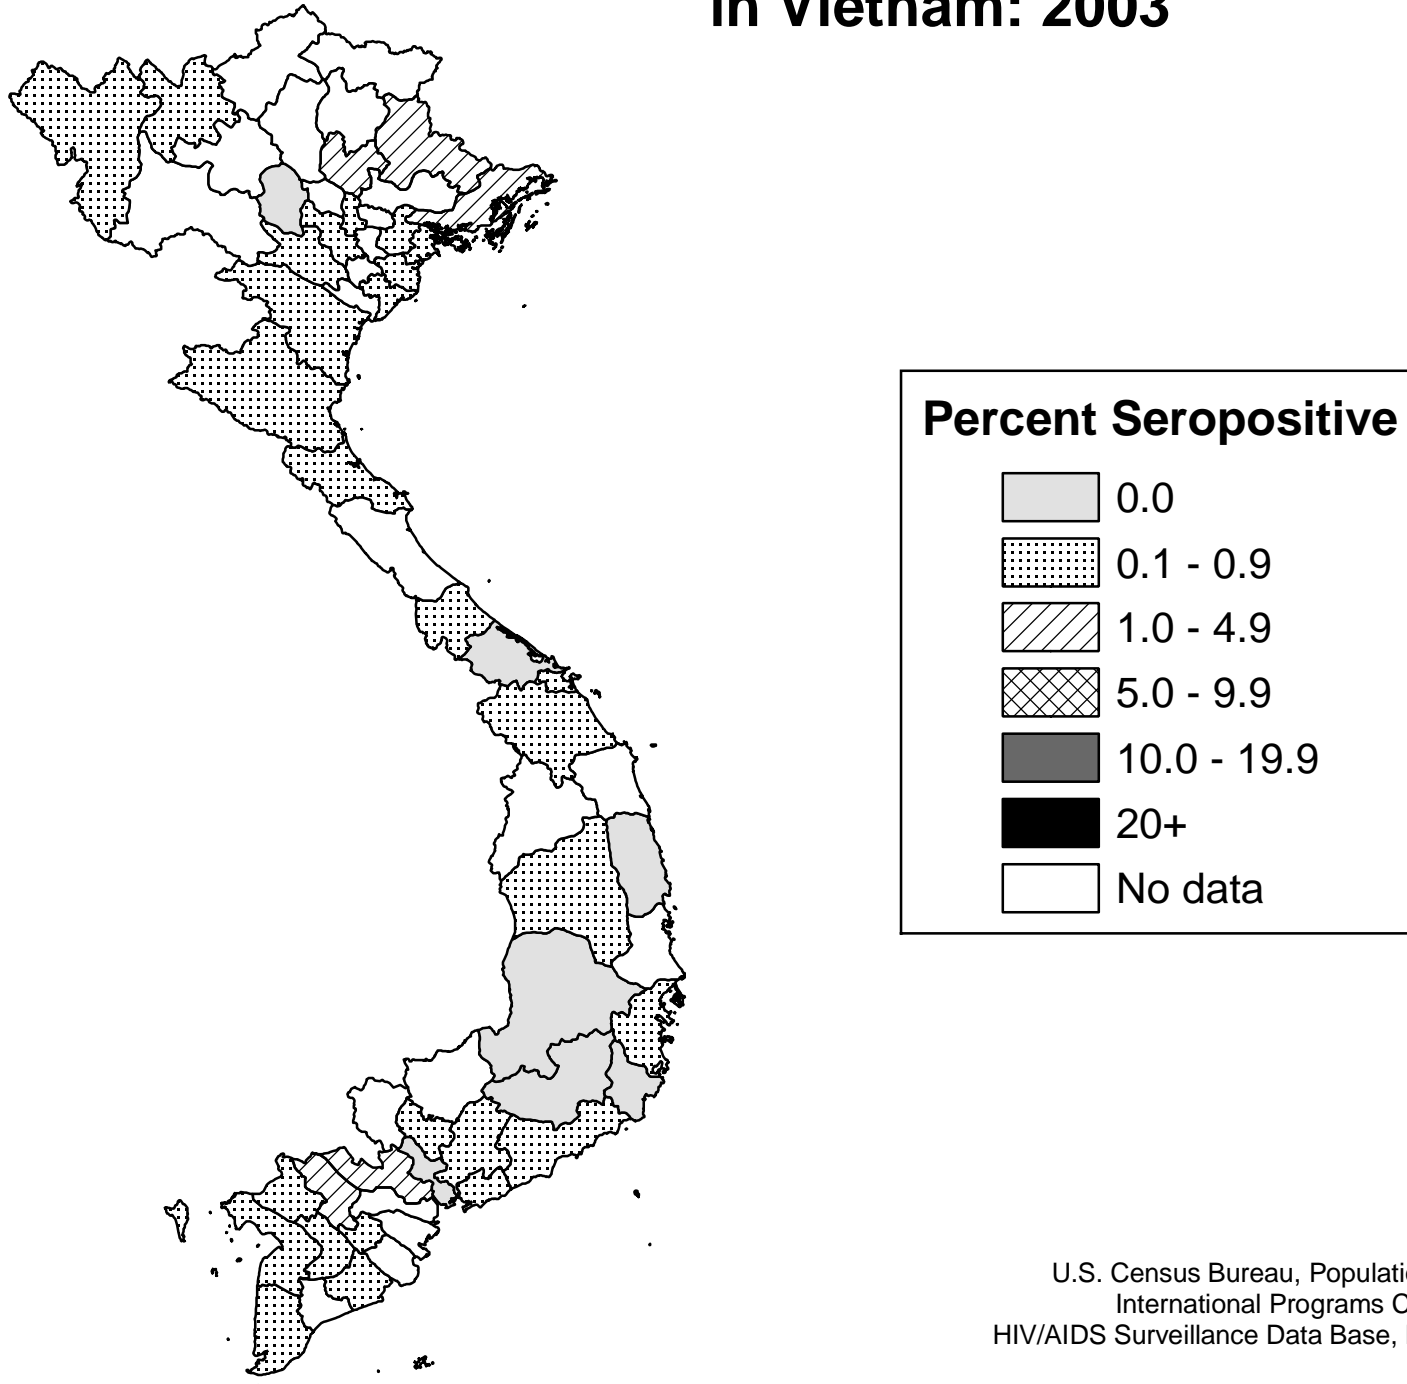 in Vietnam: 2003
Percent Seropositive
0.0
0.1 - 0.9
1.0 - 4.9
5.0 - 9.9
10.0 - 19.9
20+
No data
U.S. Census Bureau,
International Programs
HIV/AIDS Surveillance Data Base,